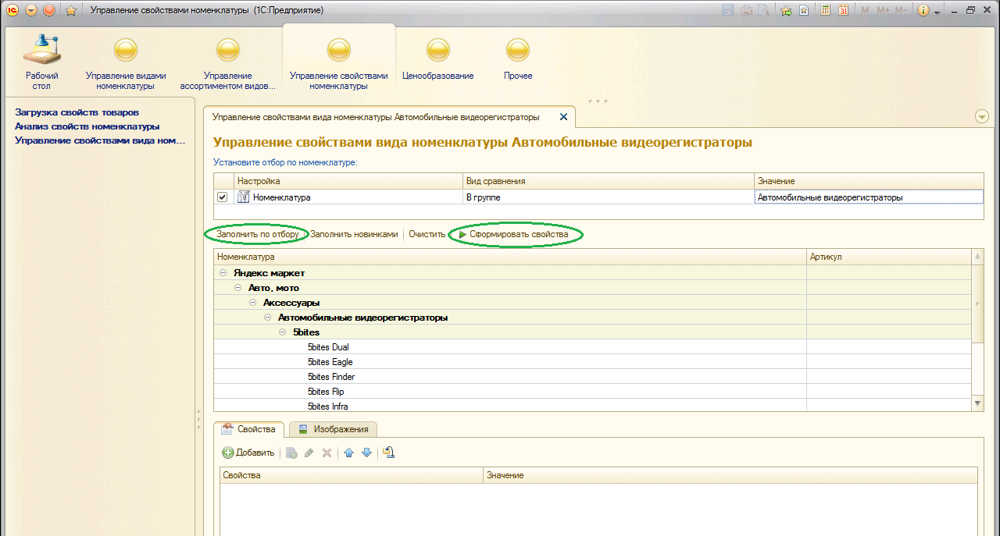 Управление свойствами номенклатуры (1С:Предприятие)
M M+ M-
Рабочий
стол
Управление видами
номенклатуры
Управление
ассортиментом видов...
Управление свойствами
номенклатуры
Ценообразование
Прочее
Загрузка свойств товаров
Анализ свойств номенклатуры
Управление свойствами вида ном...
Управление свойствами вида номенклатуры Автомобильные видеорегистраторы
Управление свойствами вида номенклатуры Автомобильные видеорегистраторы
Установите отбор по номенклатуре:
Настройка Вид сравнения Значение
Номенклатура В группе Автомобильные видеорегистраторы
Заполнить по отбору Заполнить новинками Очистить Сформировать свойства
Номенклатура Артикул
Яндекс маркет
Авто, мото
Аксессуары
Автомобильные видеорегистраторы
5bites
5bites Dual
5bites Eagle
5bites Finder
5bites Flip
5bites Infra
Свойства Изображения
Добавить
Свойства Значение